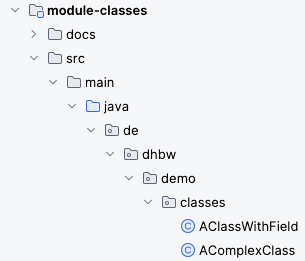 module-classes
docs
src
main
java
de
dhbw
demo
classes
AClassWithField
AComplexClass